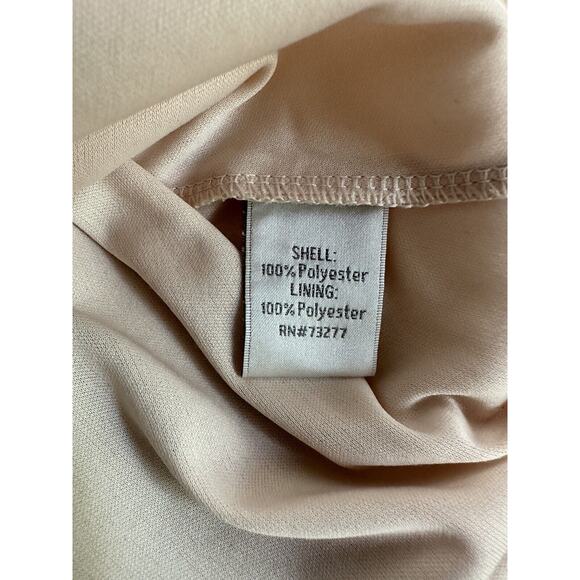 SHELL:
100% Polyester
LINING:
100% Polyester
RN#73277